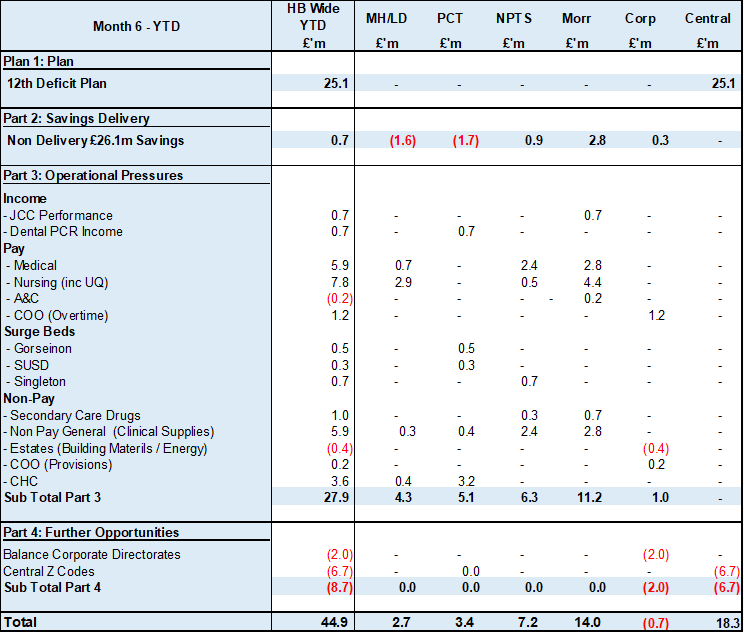 Month 6 - YTD HB Wide YTD £'m MH/LD £'m PCT £'m NPTS £'m Morr £'m Corp £'m Central £'m
Plan 1: Plan
12th Deficit Plan 25.1 - - - - - 25.1
Part 2: Savings Delivery
Non Delivery £26.1m Savings 0.7 (1.6) (1.7) 0.9 2.8 0.3 -
Part 3: Operational Pressures
Income
- JCC Performance 0.7 - - - 0.7 - -
- Dental PCR Income 0.7 - 0.7 - - - -
Pay
- Medical 5.9 0.7 - 2.4 2.8 - -
- Nursing (inc UQ) 7.8 2.9 - 0.5 4.4 - -
- A&C (0.2) - - - - 0.2 - -
- COO (Overtime) 1.2 - - - - 1.2 -
Surge Beds
- Gorseinon 0.5 - 0.5 - - - -
- SUSD 0.3 - 0.3 - - - -
- Singleton 0.7 - - 0.7 - - -
Non-Pay
- Secondary Care Drugs 1.0 - - 0.3 0.7 - -
- Non Pay General (Clinical Supplies) 5.9 0.3 0.4 2.4 2.8 - -
- Estates (Building Materils / Energy) (0.4) - - - - (0.4) -
- COO (Provisions) 0.2 - - - - 0.2 -
- CHC 3.6 0.4 3.2 - - - -
Sub Total Part 3 27.9 4.3 5.1 6.3 11.2 1.0 -
Part 4: Further Opportunities
Balance Corporate Directorates (2.0) - - - - (2.0) -
Central Z Codes (6.7) - 0.0 - - - (6.7)
Sub Total Part 4 (8.7) 0.0 0.0 0.0 0.0 (2.0) (6.7)
Total 44.9 2.7 3.4 7.2 14.0 (0.7) 18.3